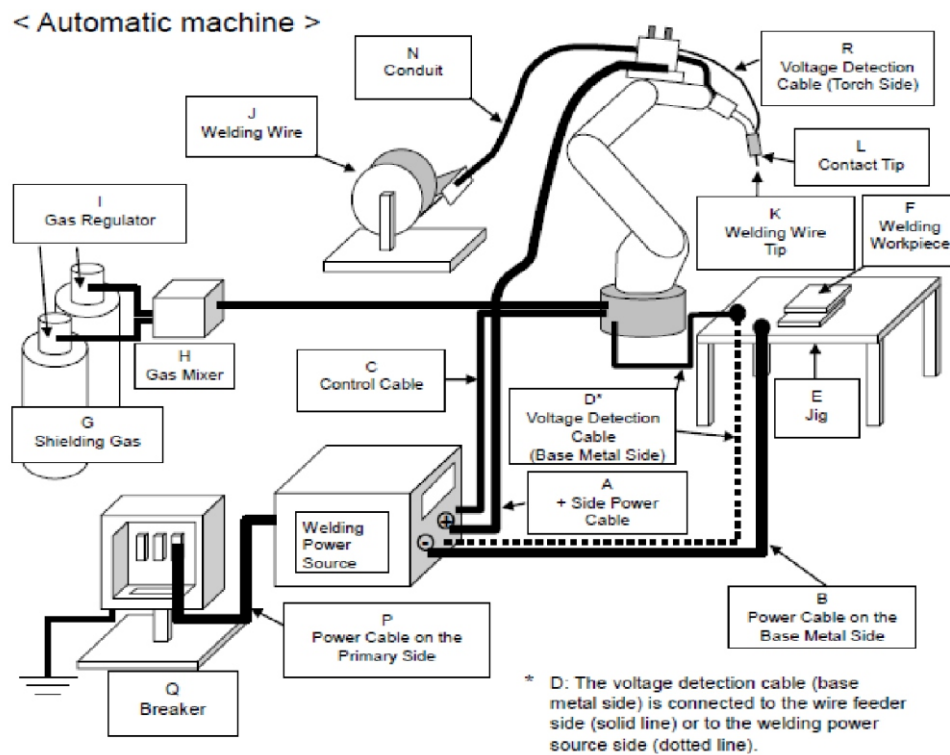 < Automatic machine >
N
Conduit
R
Voltage Detection
Cable (Torch Side)
J
Welding Wire
L
Contact Tip
I
Gas Regulator
K
Welding Wire
Tip
F
Welding
Workpiece
H
Gas Mixer
C
Control Cable
G
Shielding Gas
D*
Voltage Detection
Cable
(Base Metal Side)
E
Jig
A
+ Side Power
Cable
Welding
Power
Source
+
-
P
Power Cable on the
Primary Side
B
Power Cable on the
Base Metal Side
Q
Breaker
* D: The voltage detection cable (base
metal side) is connected to the wire feeder
side (solid line) or to the welding power
source side (dotted line).